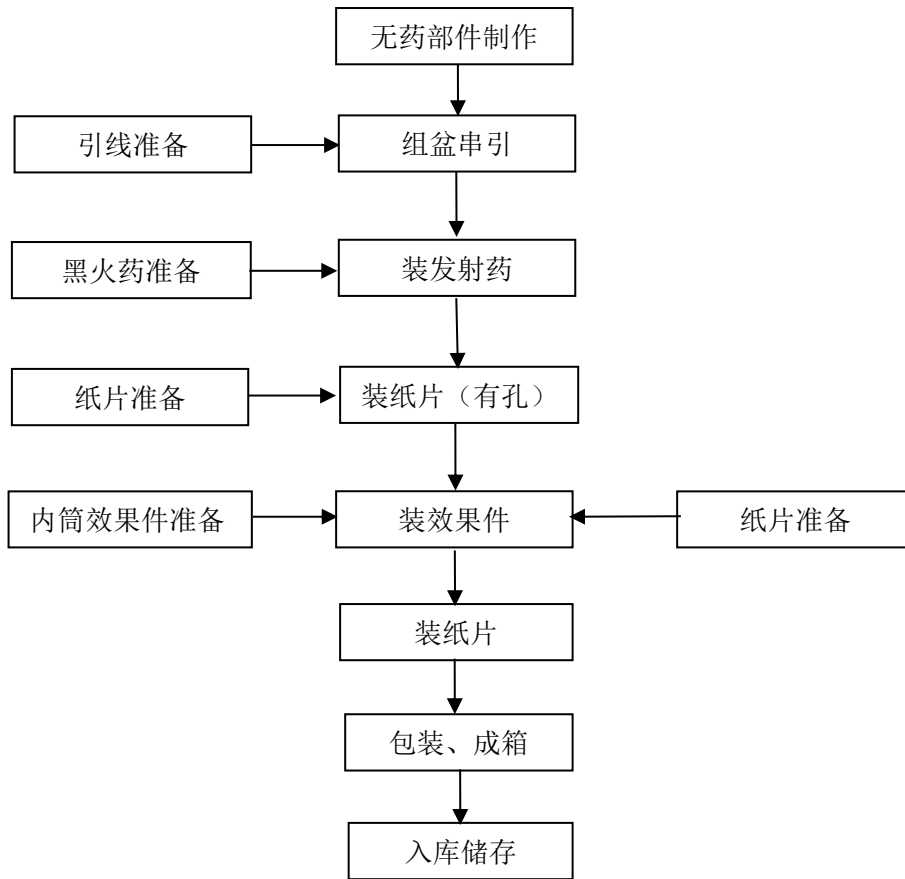 无药部件制作
引线准备
组盆串引
黑火药准备
装发射药
纸片准备
装纸片（有孔）
内筒效果件准备
装效果件
纸片准备
装纸片
包装、成箱
入库储存